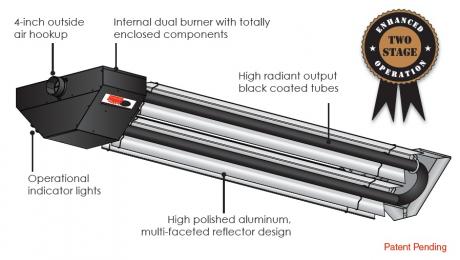 4-inch outside
air hookup
Internal dual burner with totally
enclosed components
ENHANCED
TWO
STAGE
OPERATION
High radiant output
black coated tubes
Operational
indicator lights
High polished aluminum,
multi-faceted reflector design
Patent Pending